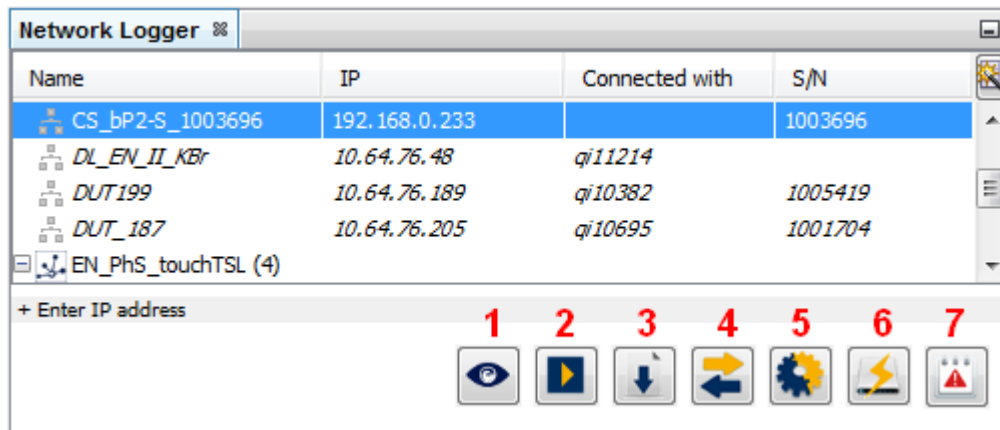 Network Logger
Name IP Connected with S/N
CS_bP2-S_1003696 192.168.0.233 1003696
DL_EN_II_KBr 10.64.76.48 qi11214
DUT199 10.64.76.189 qi10382 1005419
DUT_187 10.64.76.205 qi10695 1001704
EN_PhS_touchTSL (4)
+ Enter IP address
1 2 3 4 5 6 7